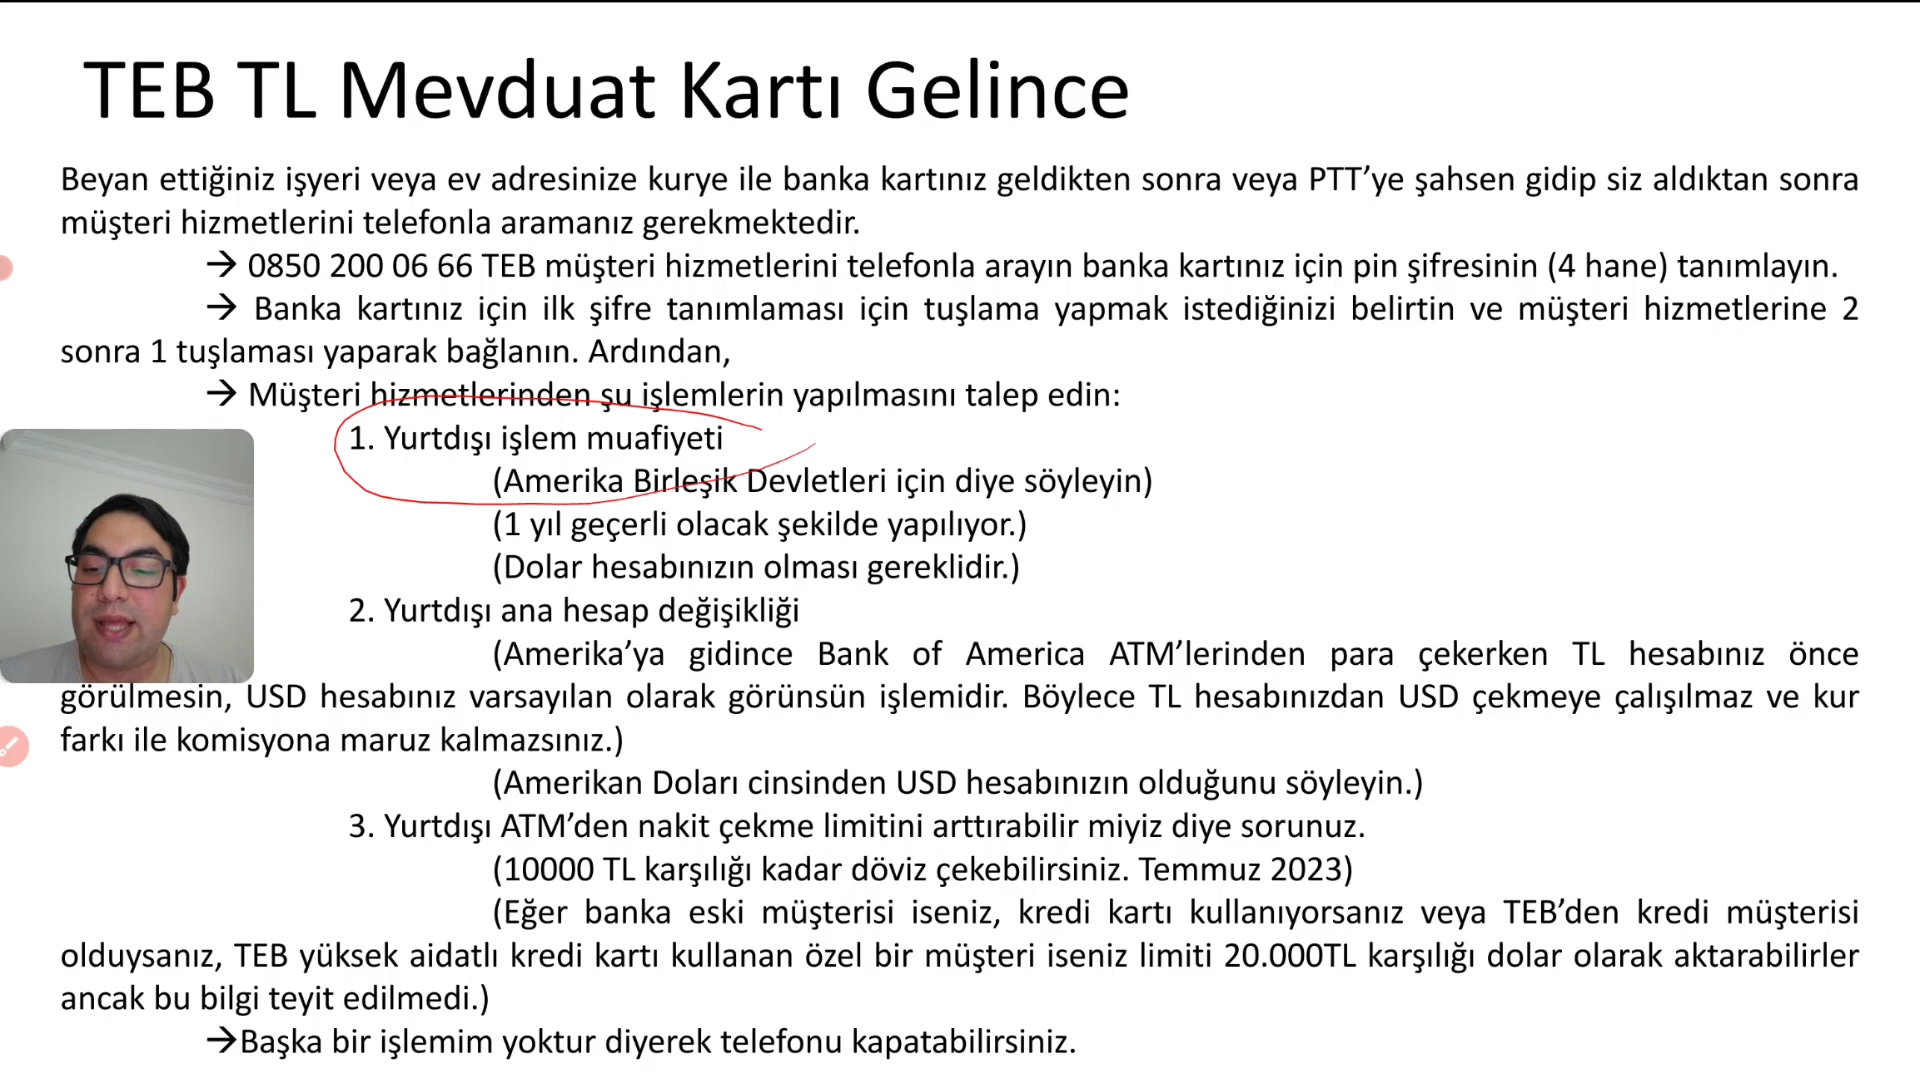 TEB TL Mevduat Kartı Gelince
Beyan ettiğiniz işyeri veya ev adresinize kurye ile banka kartınız geldikten sonra veya PTT’ye şahsen gidip siz aldıktan sonra
müşteri hizmetlerini telefonla aramanız gerekmektedir.
→ 0850 200 06 66 TEB müşteri hizmetlerini telefonla arayın banka kartınız için pin şifresinin (4 hane) tanımlayın.
→ Banka kartınız için ilk şifre tanımlaması için tuşlama yapmak istediğinizi belirtin ve müşteri hizmetlerine 2
sonra 1 tuşlaması yaparak bağlanın. Ardından,
→ Müşteri hizmetlerinden şu işlemlerin yapılmasını talep edin:
1. Yurtdışı işlem muafiyeti
(Amerika Birleşik Devletleri için diye söyleyin)
(1 yıl geçerli olacak şekilde yapılıyor.)
(Dolar hesabınızın olması gereklidir.)
2. Yurtdışı ana hesap değişikliği
(Amerika’ya gidince Bank of America ATM’lerinden para çekerken TL hesabınız önce
görülmesin, USD hesabınız varsayılan olarak görünsün işlemidir. Böylece TL hesabınızdan USD çekmeye çalışılmaz ve kur
farkı ile komisyona maruz kalmazsınız.)
(Amerikan Doları cinsinden USD hesabınızın olduğunu söyleyin.)
3. Yurtdışı ATM’den nakit çekme limitini arttırabilir miyiz diye sorunuz.
(10000 TL karşılığı kadar döviz çekebilirsiniz. Temmuz 2023)
(Eğer banka eski müşterisi iseniz, kredi kartı kullanıyorsanız veya TEB’den kredi müşterisi
olduysanız, TEB yüksek aidatlı kredi kartı kullanan özel bir müşteri iseniz limiti 20.000TL karşılığı dolar olarak aktarabilirler
ancak bu bilgi teyit edilmedi.)
→Başka bir işlemim yoktur diyerek telefonu kapatabilirsiniz.